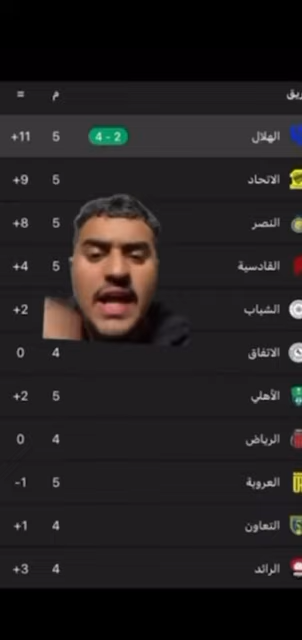 يق م =
الهلال 4 - 2 5 +11
الاتحاد 5 +9
النصر 5 +8
القادسية 5 +4
الشباب +2
الاتفاق 4 0
الأهلي 5 +2
الرياض 4 0
العروبة 5 -1
التعاون 4 +1
الرائد 4 +3